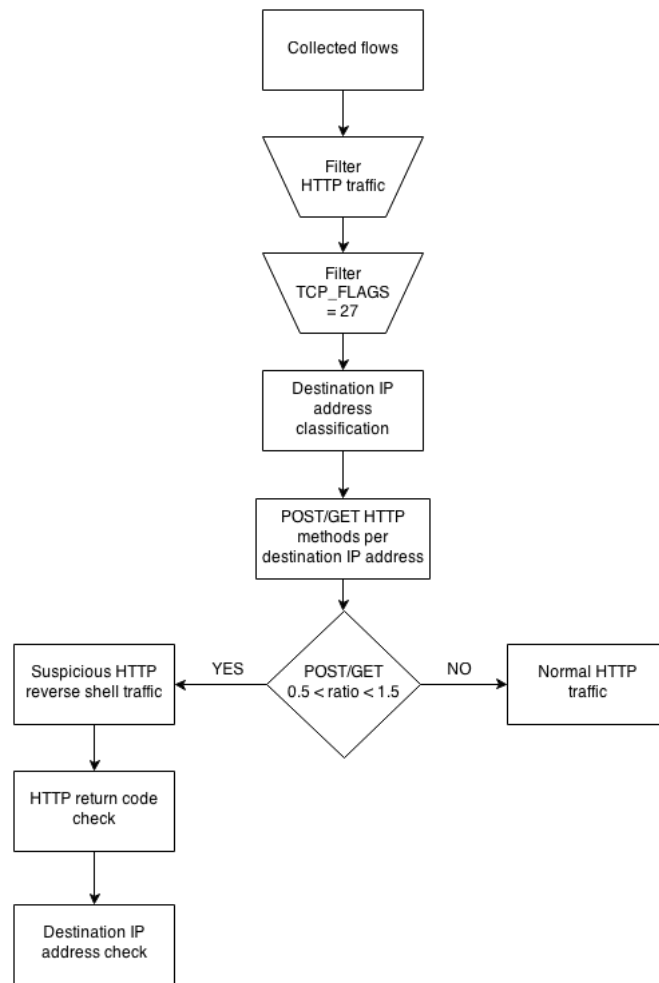 Collected flows
Filter
HTTP traffic
Filter
TCP_FLAGS
= 27
Destination IP
address
classification
POST/GET HTTP
methods per
destination IP address
Suspicious HTTP
reverse shell traffic
YES
POST/GET
0.5 < ratio < 1.5
NO
Normal HTTP
traffic
HTTP return code
check
Destination IP
address check